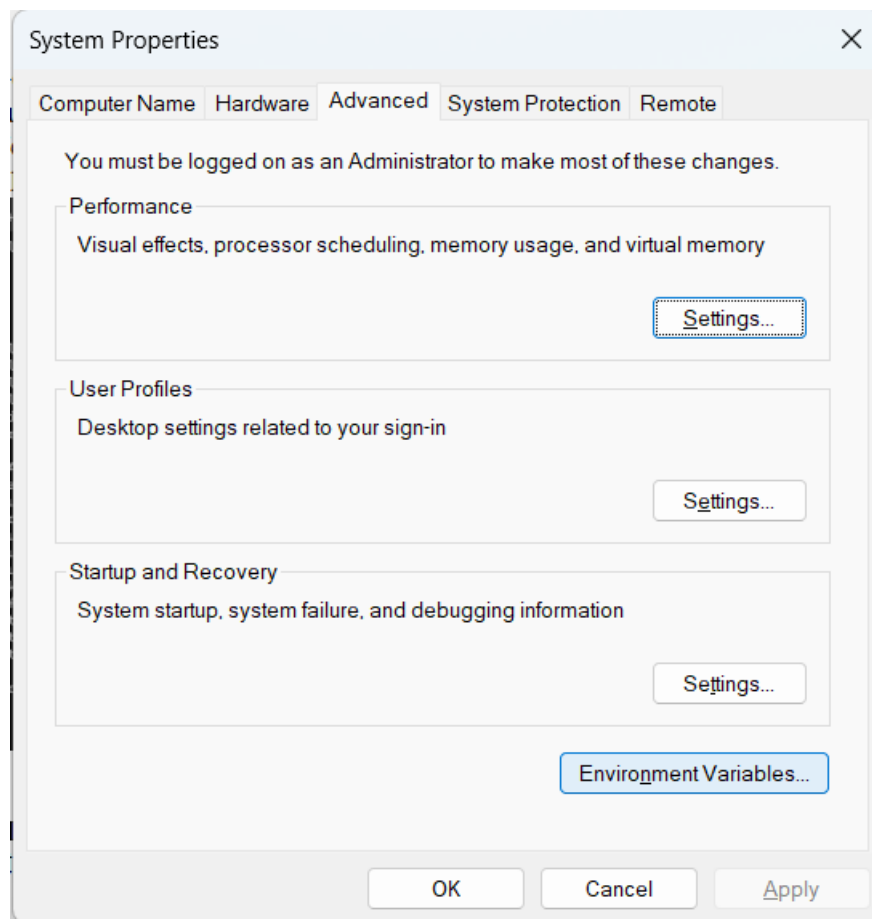 System Properties
Computer Name Hardware Advanced System Protection Remote
You must be logged on as an Administrator to make most of these changes.
Performance
Visual effects, processor scheduling, memory usage, and virtual memory
Settings...
User Profiles
Desktop settings related to your sign-in
Settings...
Startup and Recovery
System startup, system failure, and debugging information
Settings...
Environment Variables...
OK Cancel Apply